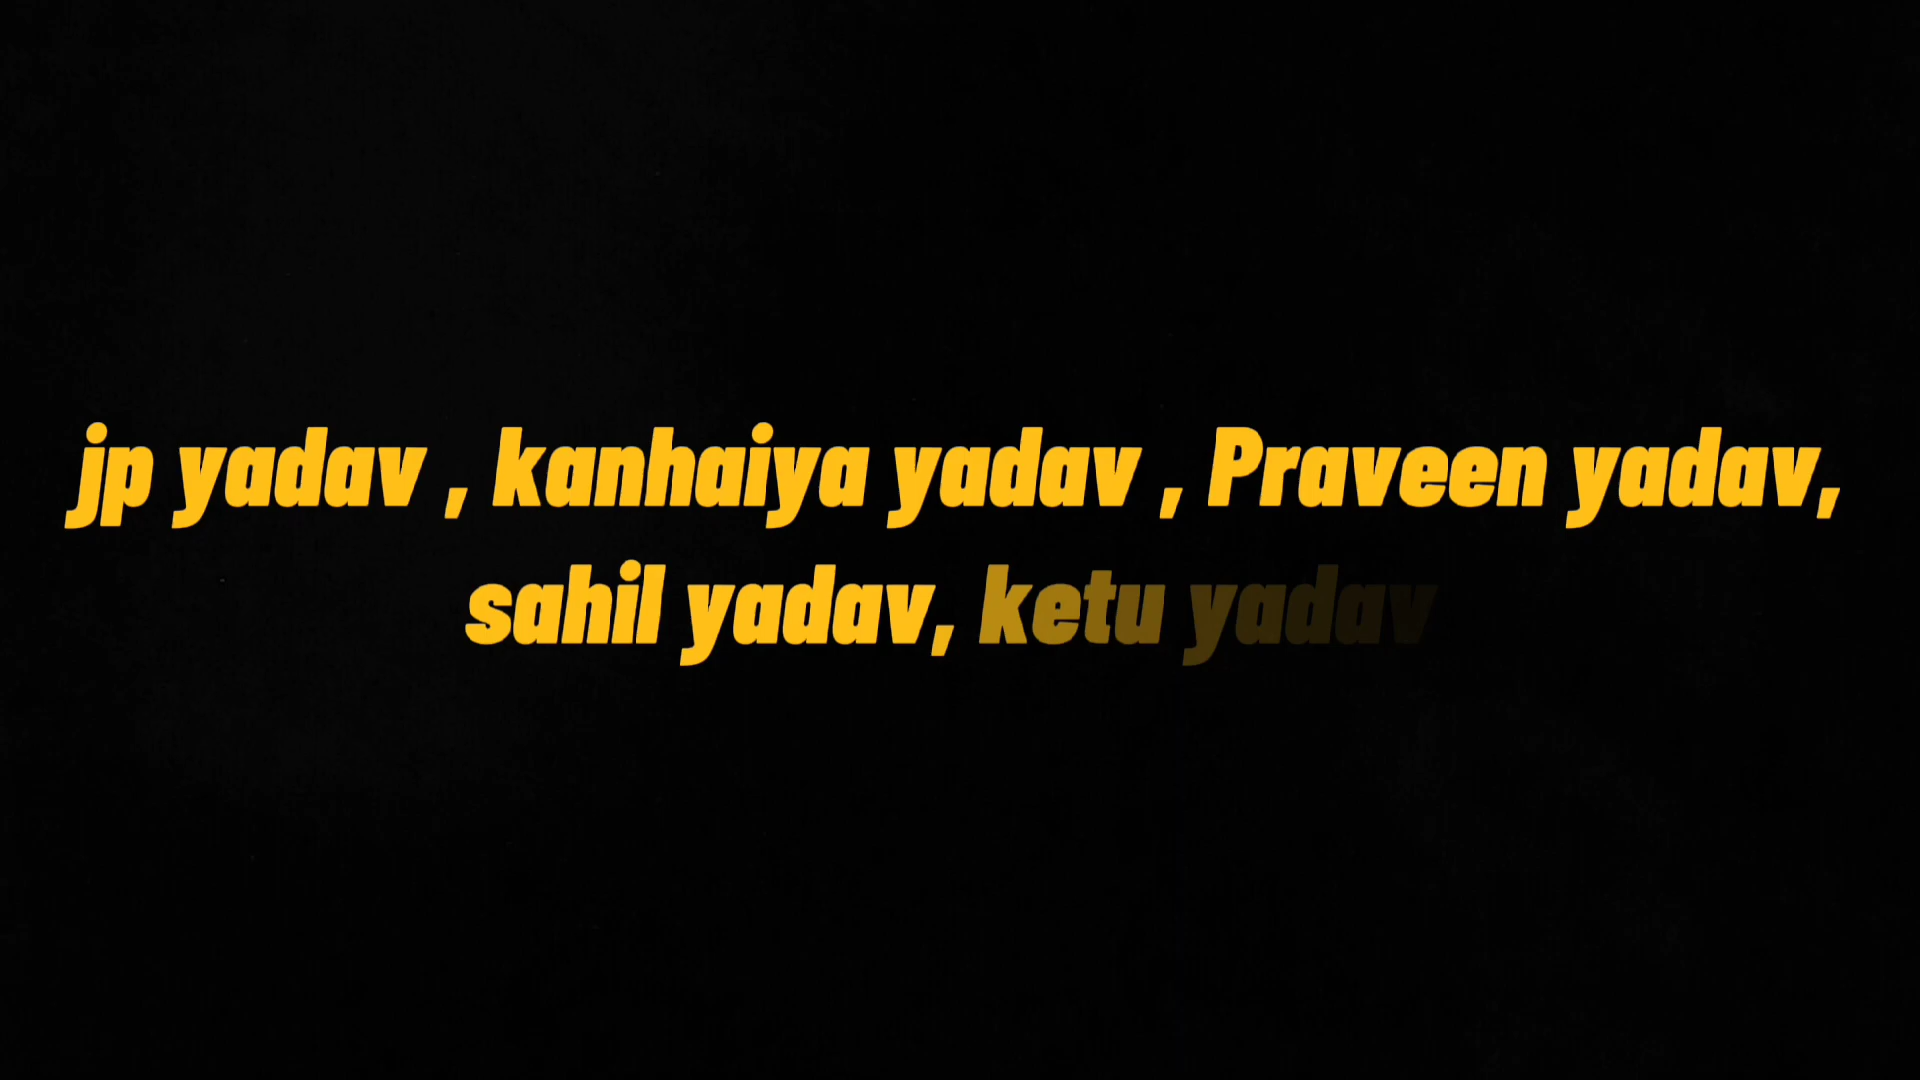 jp yadav , kanhaiya yadav , Praveen yadav,
sahil yadav, ketu yadav